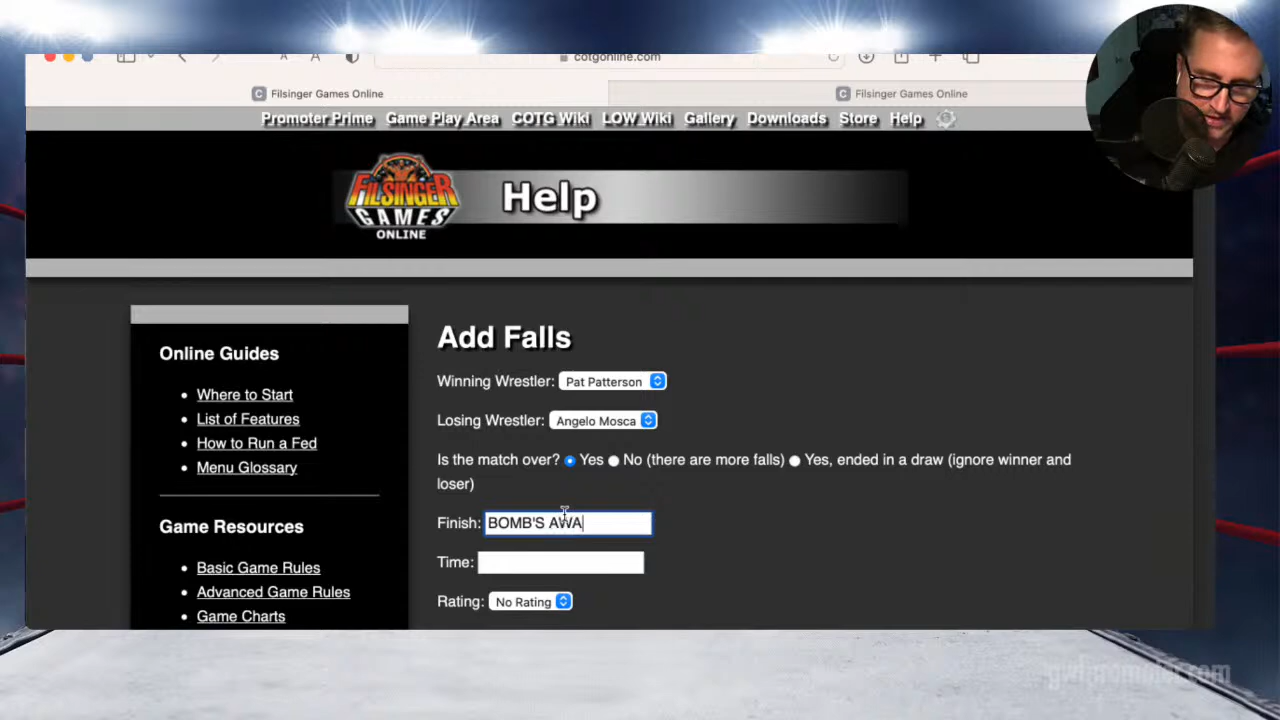 cotgonline.com
Filsinger Games Online
Filsinger Games Online
Promoter Prime Game Play Area COTG Wiki LOW Wiki Gallery Downloads Store Help
FILSINGER
GAMES
ONLINE
Help
Online Guides
Where to Start
List of Features
How to Run a Fed
Menu Glossary
Game Resources
Basic Game Rules
Advanced Game Rules
Game Charts
Add Falls
Winning Wrestler: Pat Patterson
Losing Wrestler: Angelo Mosca
Is the match over? Yes No (there are more falls) Yes, ended in a draw (ignore winner and
loser)
Finish: BOMB'S AWA
Time:
Rating: No Rating
gwfpromoter.com